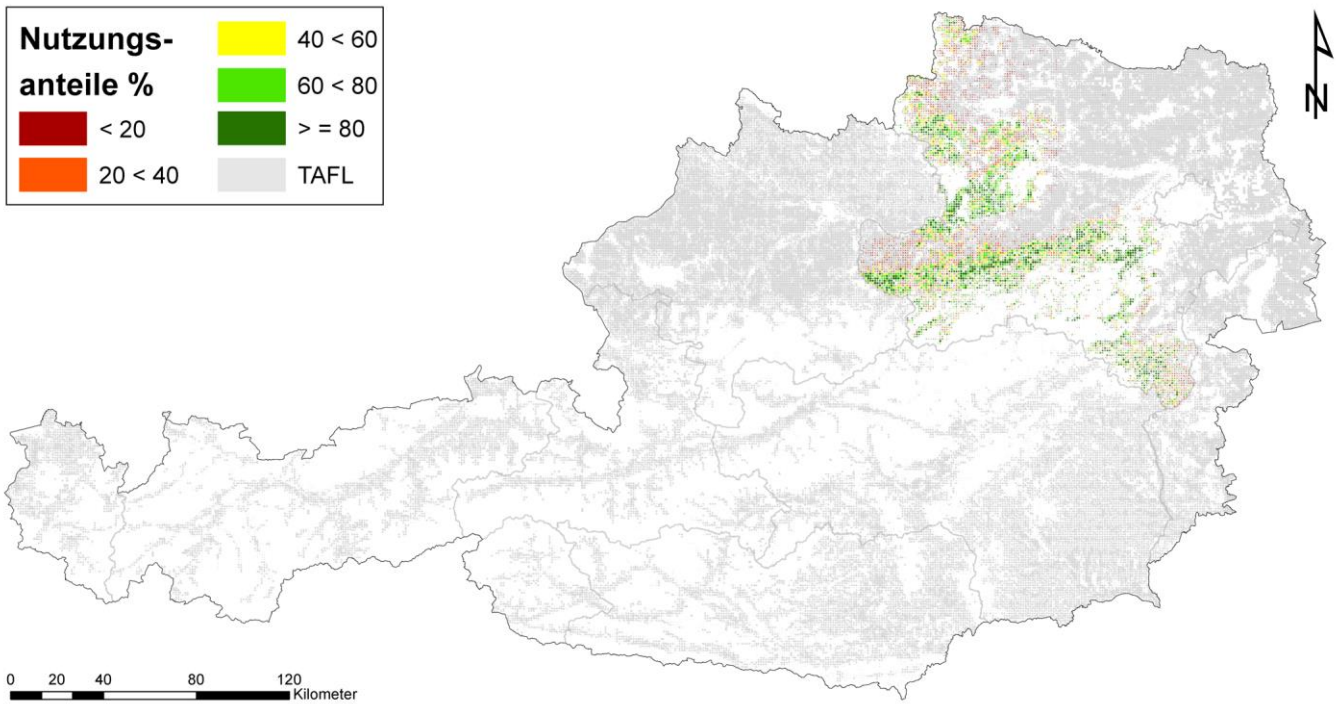 Nutzungs-
anteile %
< 20
20 < 40
40 < 60
60 < 80
> = 80
TAFL
N
0 20 40 80 120
Kilometer